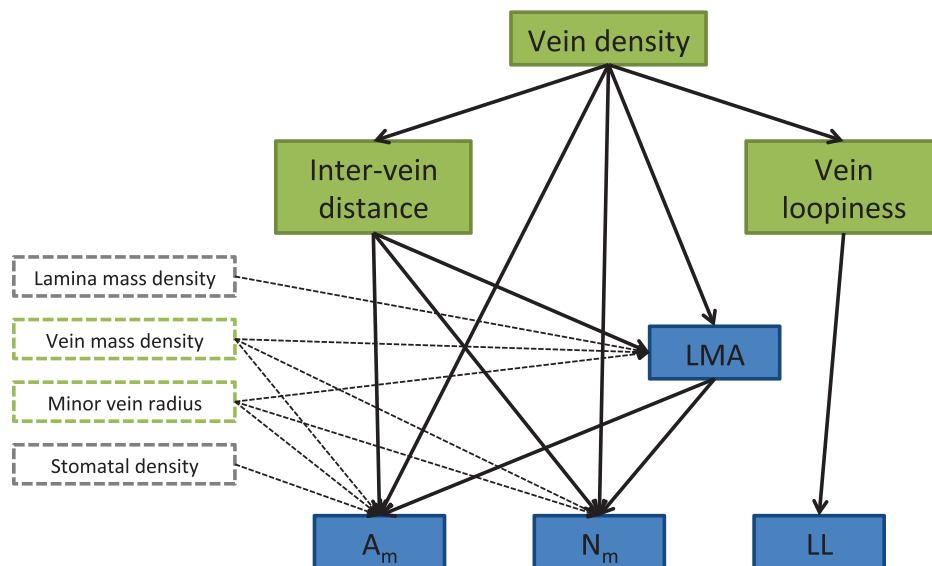 Vein density
Inter-vein
distance
Vein
loopiness
Lamina mass density
Vein mass density
LMA
Minor vein radius
Stomatal density
Am
Nm
LL